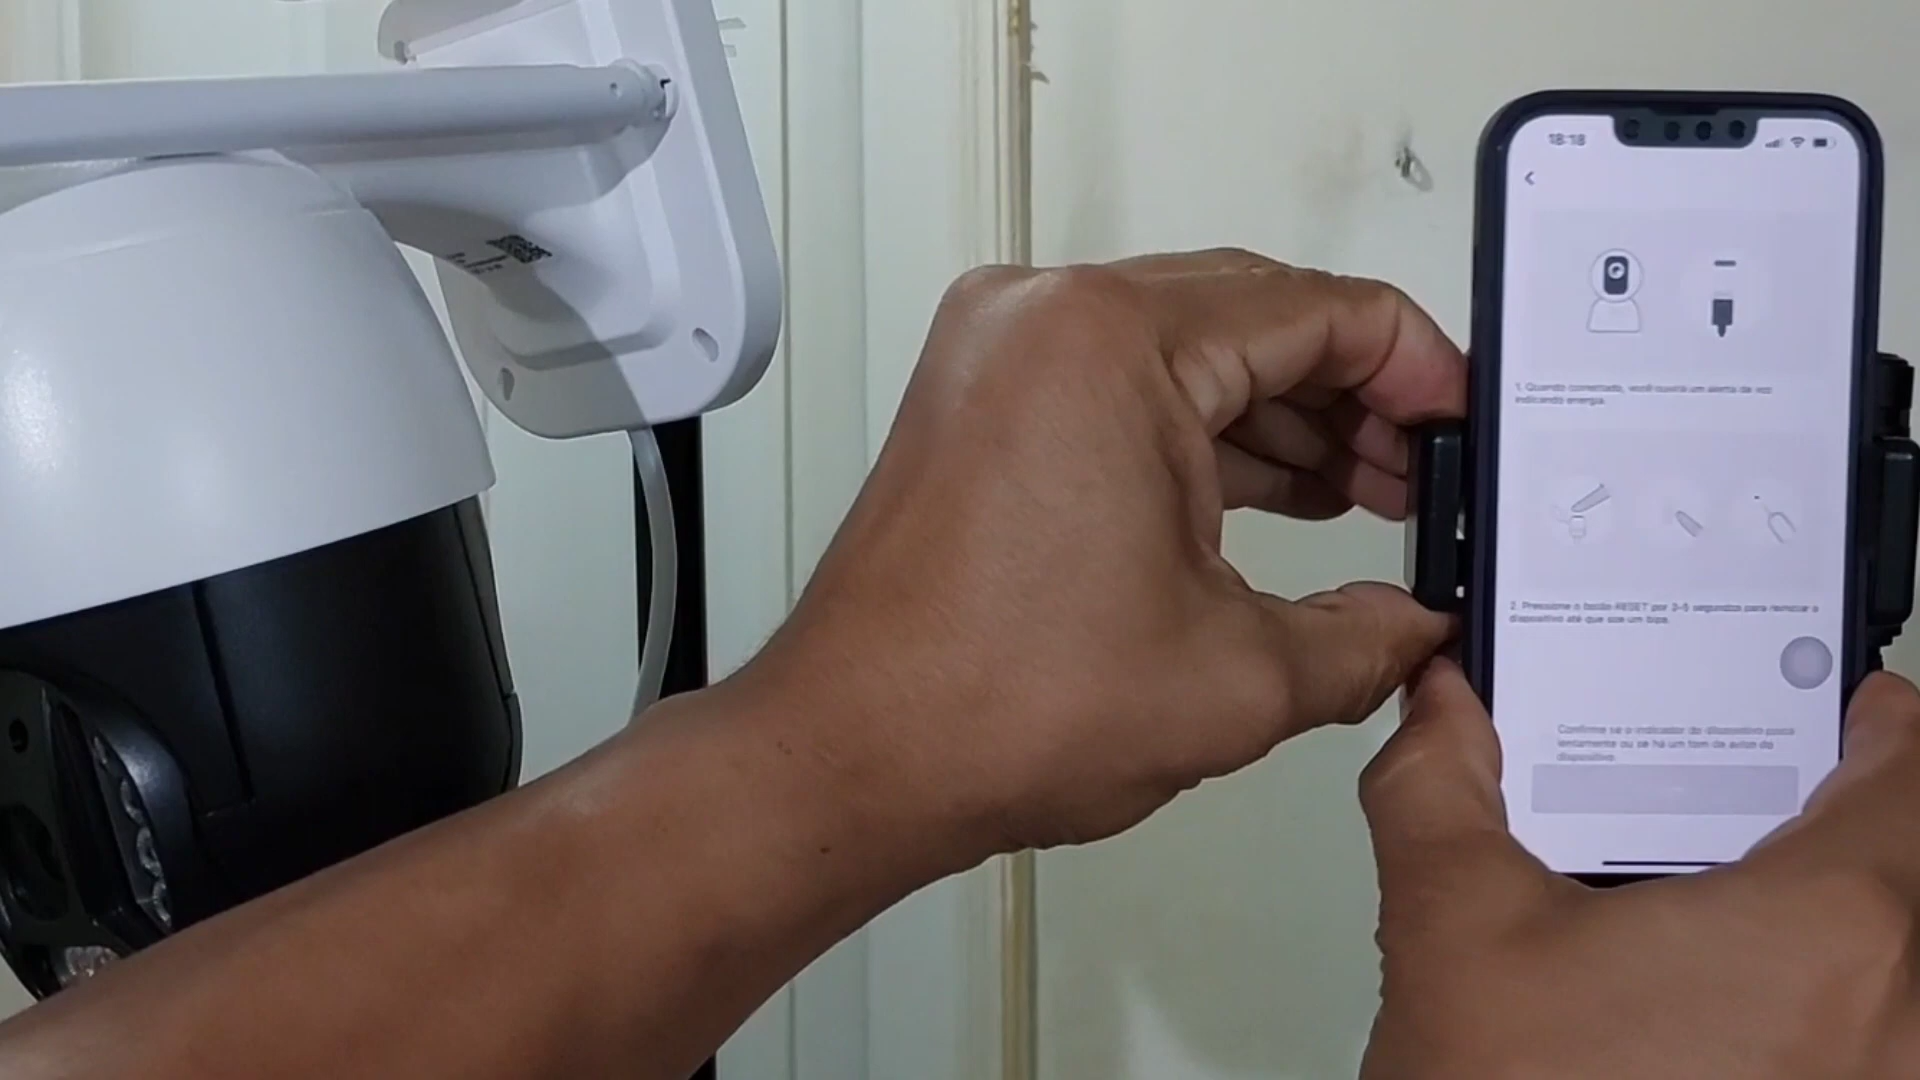 18:18
1. Quando conectado, você ouvirá um alerta de voz
indicando energia.
2. Pressione o botão RESET por 3-5 segundos para reiniciar o
dispositivo até que soe um bipe.
Confirme se o indicador do dispositivo pisca
lentamente ou se há um tom de aviso do
dispositivo